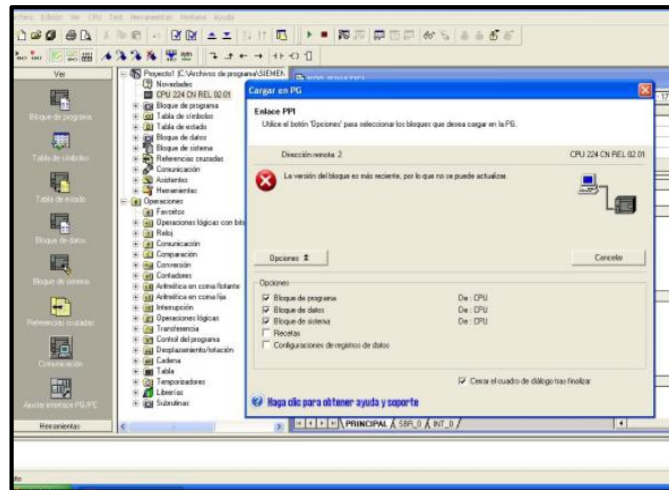 Archivo Edición Ver CPU Test Herramientas Ventana Ayuda
Ver
Bloque de programa
Tabla de símbolos
Tabla de estado
Bloque de datos
Bloque de sistema
Referencias cruzadas
Comunicación
Ajustar interface PG/PC
Herramientas
Proyecto1 (C:\Archivos de programa\SIEMEN
Novedades
CPU 224 CN REL 02.01
Bloque de programa
Tabla de símbolos
Tabla de estado
Bloque de datos
Bloque de sistema
Referencias cruzadas
Comunicación
Asistentes
Herramientas
Operaciones
Favoritos
Operaciones lógicas con bits
Reloj
Comunicación
Comparación
Conversión
Contadores
Aritmética en coma flotante
Aritmética en coma fija
Interrupción
Operaciones lógicas
Transferencia
Control del programa
Desplazamiento/rotación
Cadena
Tabla
Temporizadores
Librerías
Subrutinas
Cargar en PG
Enlace PPI
Utilice el botón 'Opciones' para seleccionar los bloques que desea cargar en la PG.
Dirección remota: 2 CPU 224 CN REL 02.01
La versión del bloque es más reciente, por lo que no se puede actualizar.
Opciones Cancelar
Opciones
Bloque de programa De : CPU
Bloque de datos De : CPU
Bloque de sistema De : CPU
Recetas
Configuraciones de registros de datos
Cerrar el cuadro de diálogo tras finalizar
Haga clic para obtener ayuda y soporte
PRINCIPAL SBR_0 INT_0